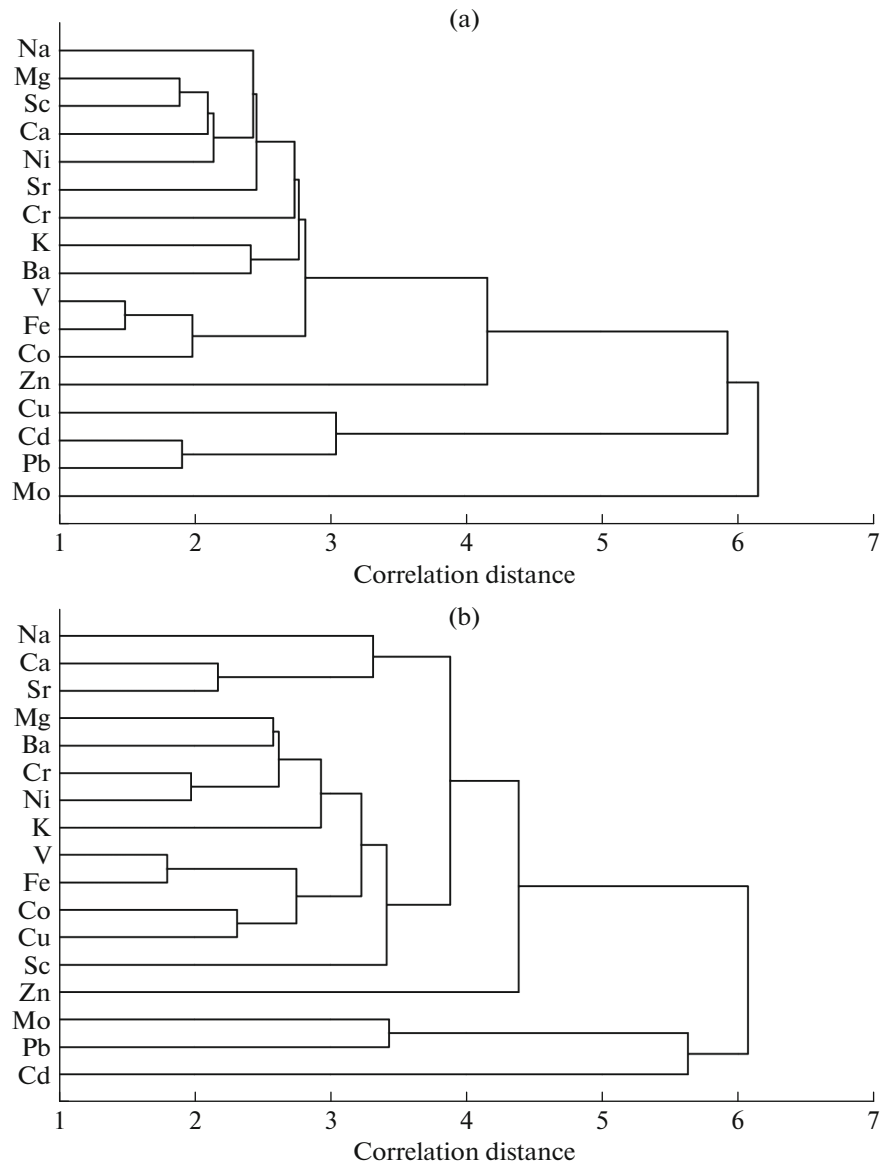 (a)
Na
Mg
Sc
Ca
Ni
Sr
Cr
K
Ba
V
Fe
Co
Zn
Cu
Cd
Pb
Mo
1 2 3 4 5 6 7
Correlation distance
(b)
Na
Ca
Sr
Mg
Ba
Cr
Ni
K
V
Fe
Co
Cu
Sc
Zn
Mo
Pb
Cd
1 2 3 4 5 6 7
Correlation distance